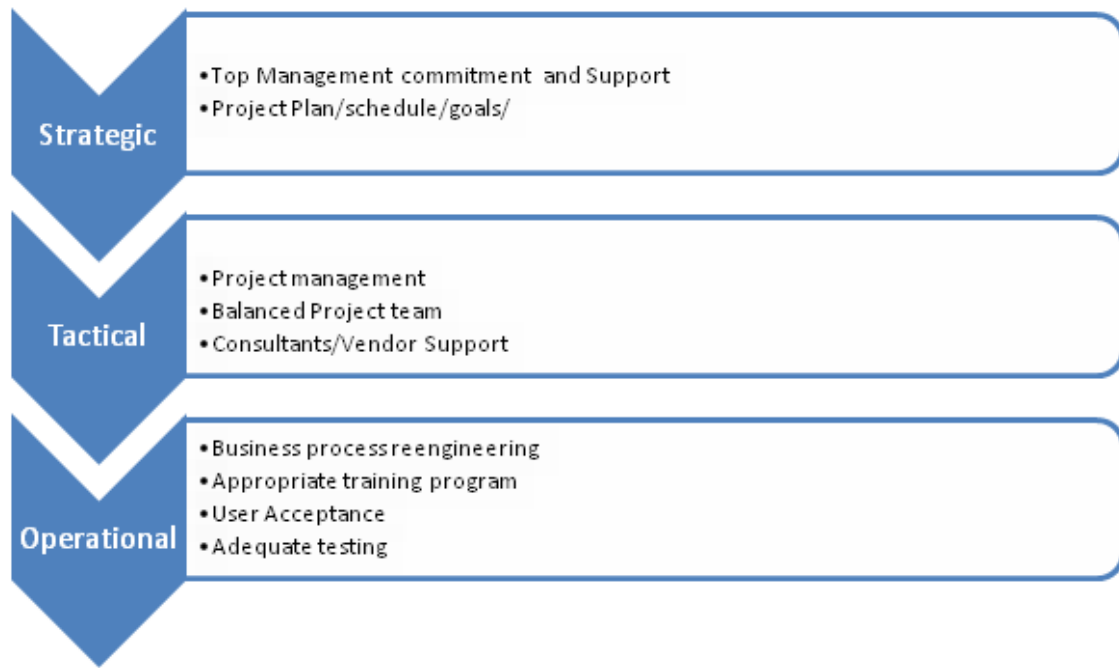 Strategic
•Top Management commitment and Support
•Project Plan/schedule/goals/
Tactical
•Project management
•Balanced Project team
•Consultants/Vendor Support
Operational
•Business process reengineering
•Appropriate training program
•User Acceptance
•Adequate testing